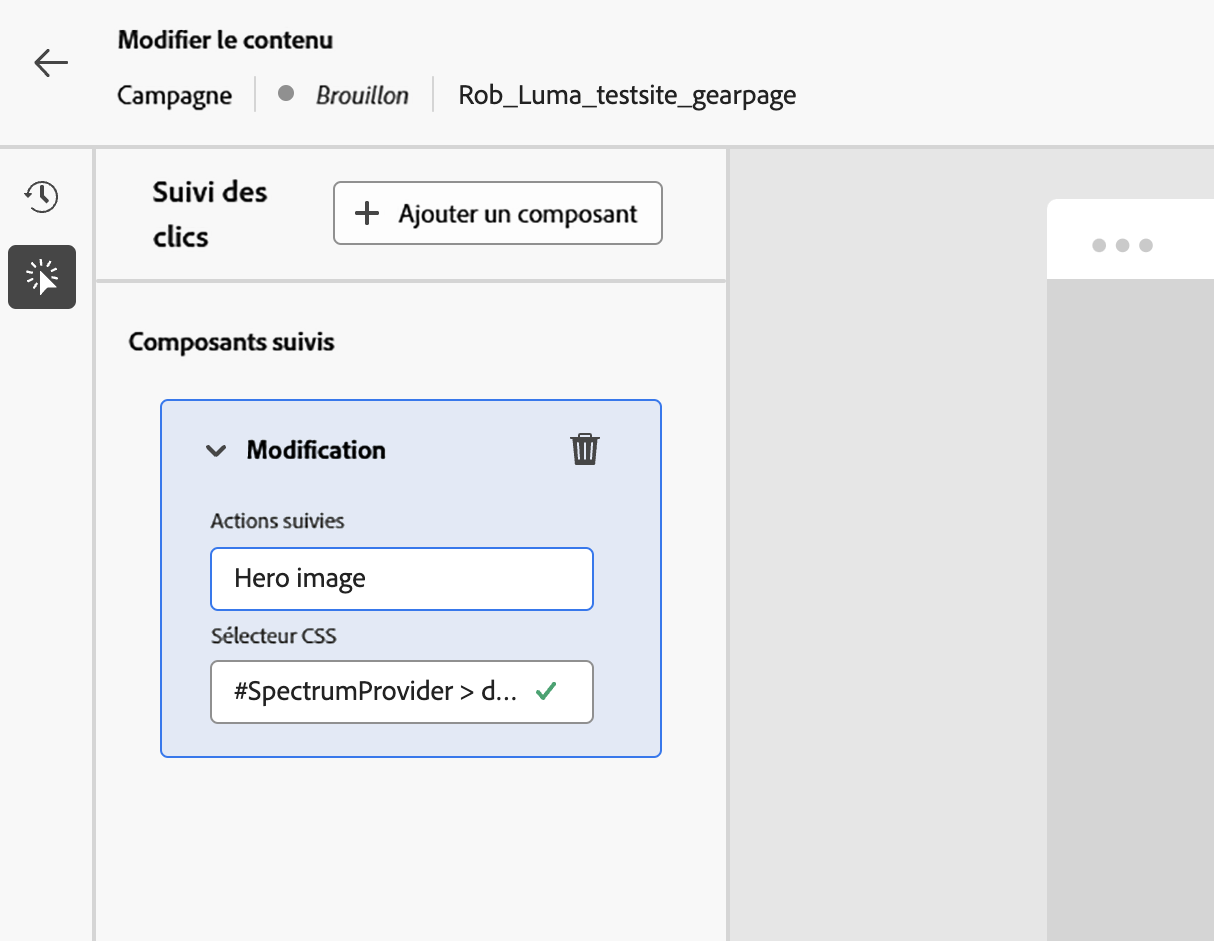 Modifier le contenu
Campagne
Brouillon
Rob_Luma_testsite_gearpage
Suivi des
clics
Ajouter un composant
Composants suivis
Modification
Actions suivies
Hero image
Sélecteur CSS
#SpectrumProvider > d...